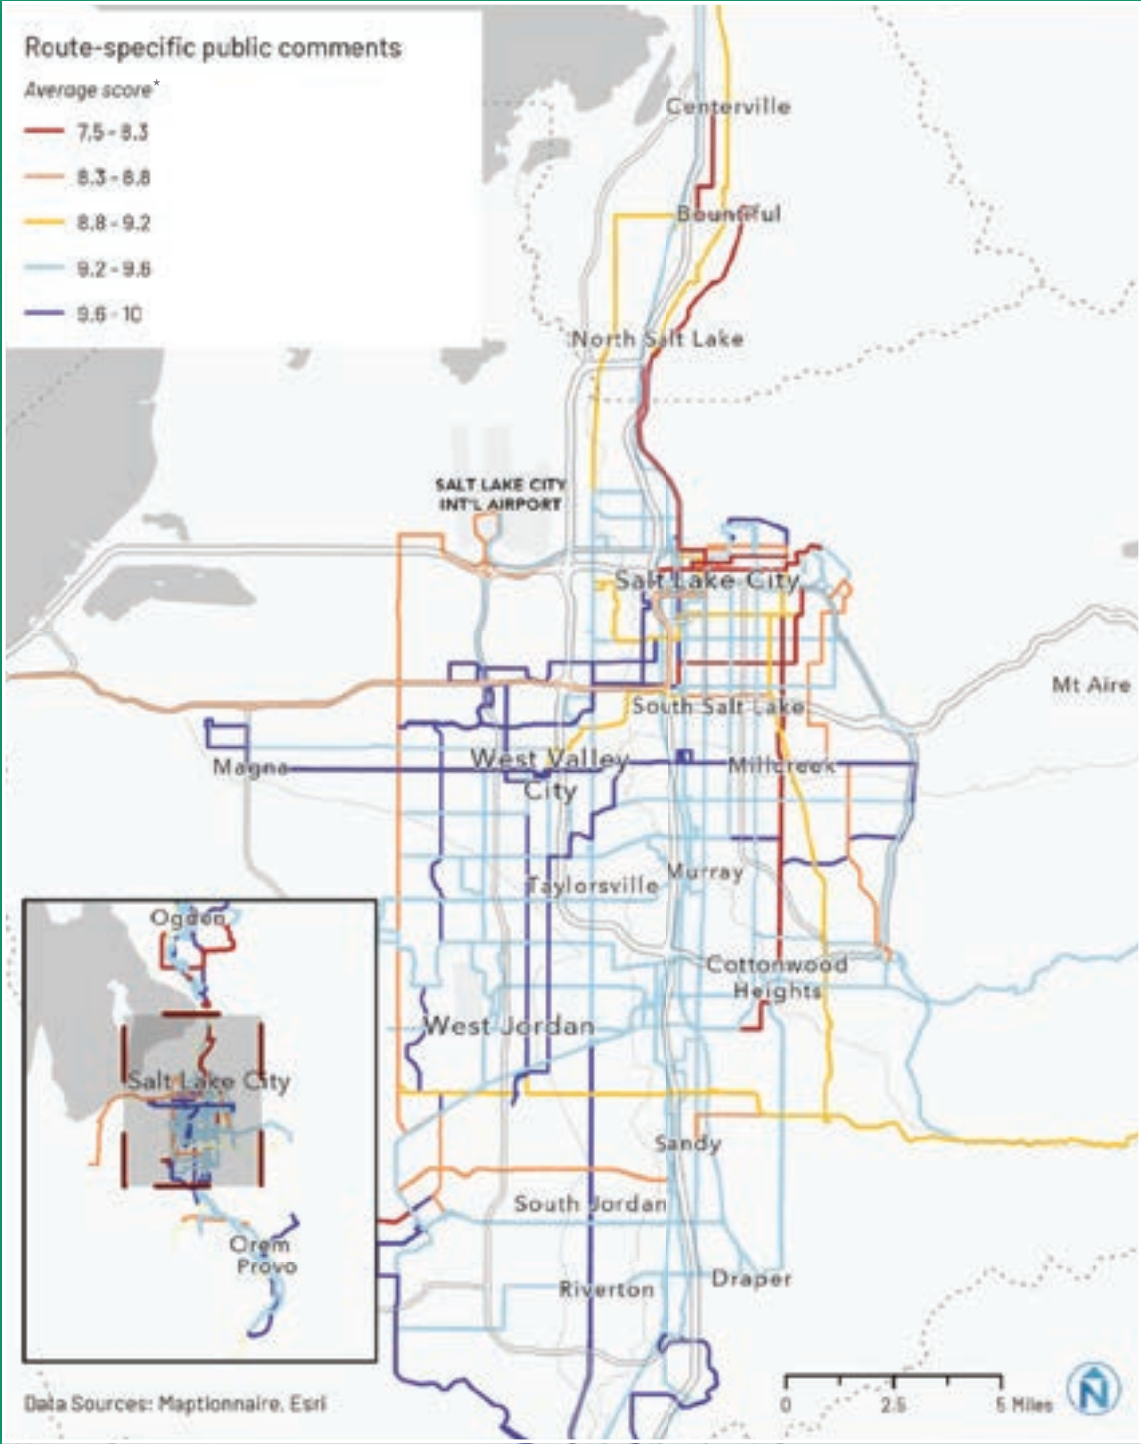 Route-specific public comments
Average score*
7.5 - 8.3
8.3 - 8.8
8.8 - 9.2
9.2 - 9.6
9.6 - 10
Centerville
Bountiful
North Salt Lake
SALT LAKE CITY
INT'L AIRPORT
Salt Lake City
Mt Aire
South Salt Lake
West Valley
City
Magna
Millcreek
Taylorsville
Murray
Cottonwood
Heights
West Jordan
Sandy
South Jordan
Riverton
Draper
Ogden
Salt Lake City
Orem
Provo
Data Sources: Maptionnaire, Esri
0 2.5 5 Miles
N